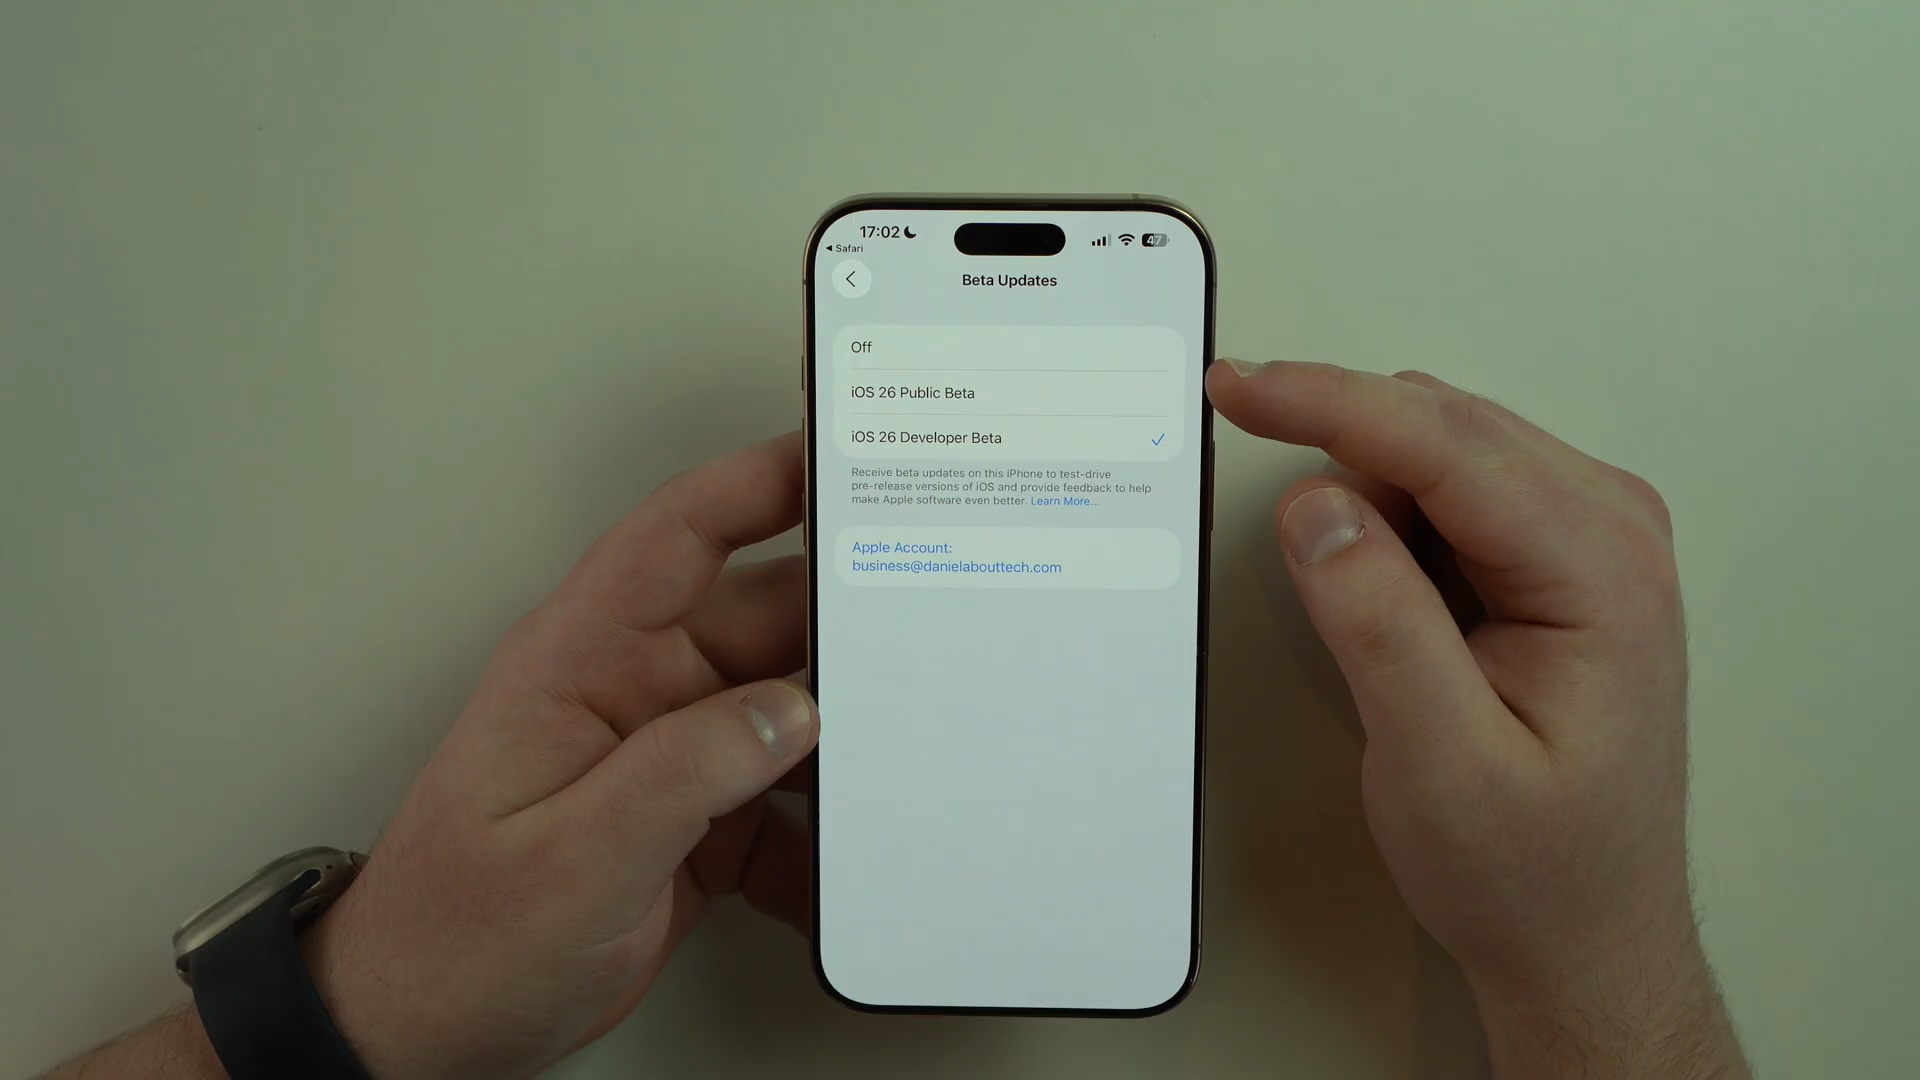 17:02
47
◀ Safari
Beta Updates
Off
iOS 26 Public Beta
iOS 26 Developer Beta
Receive beta updates on this iPhone to test-drive
pre-release versions of iOS and provide feedback to help
make Apple software even better. Learn More...
Apple Account:
business@danielabouttech.com